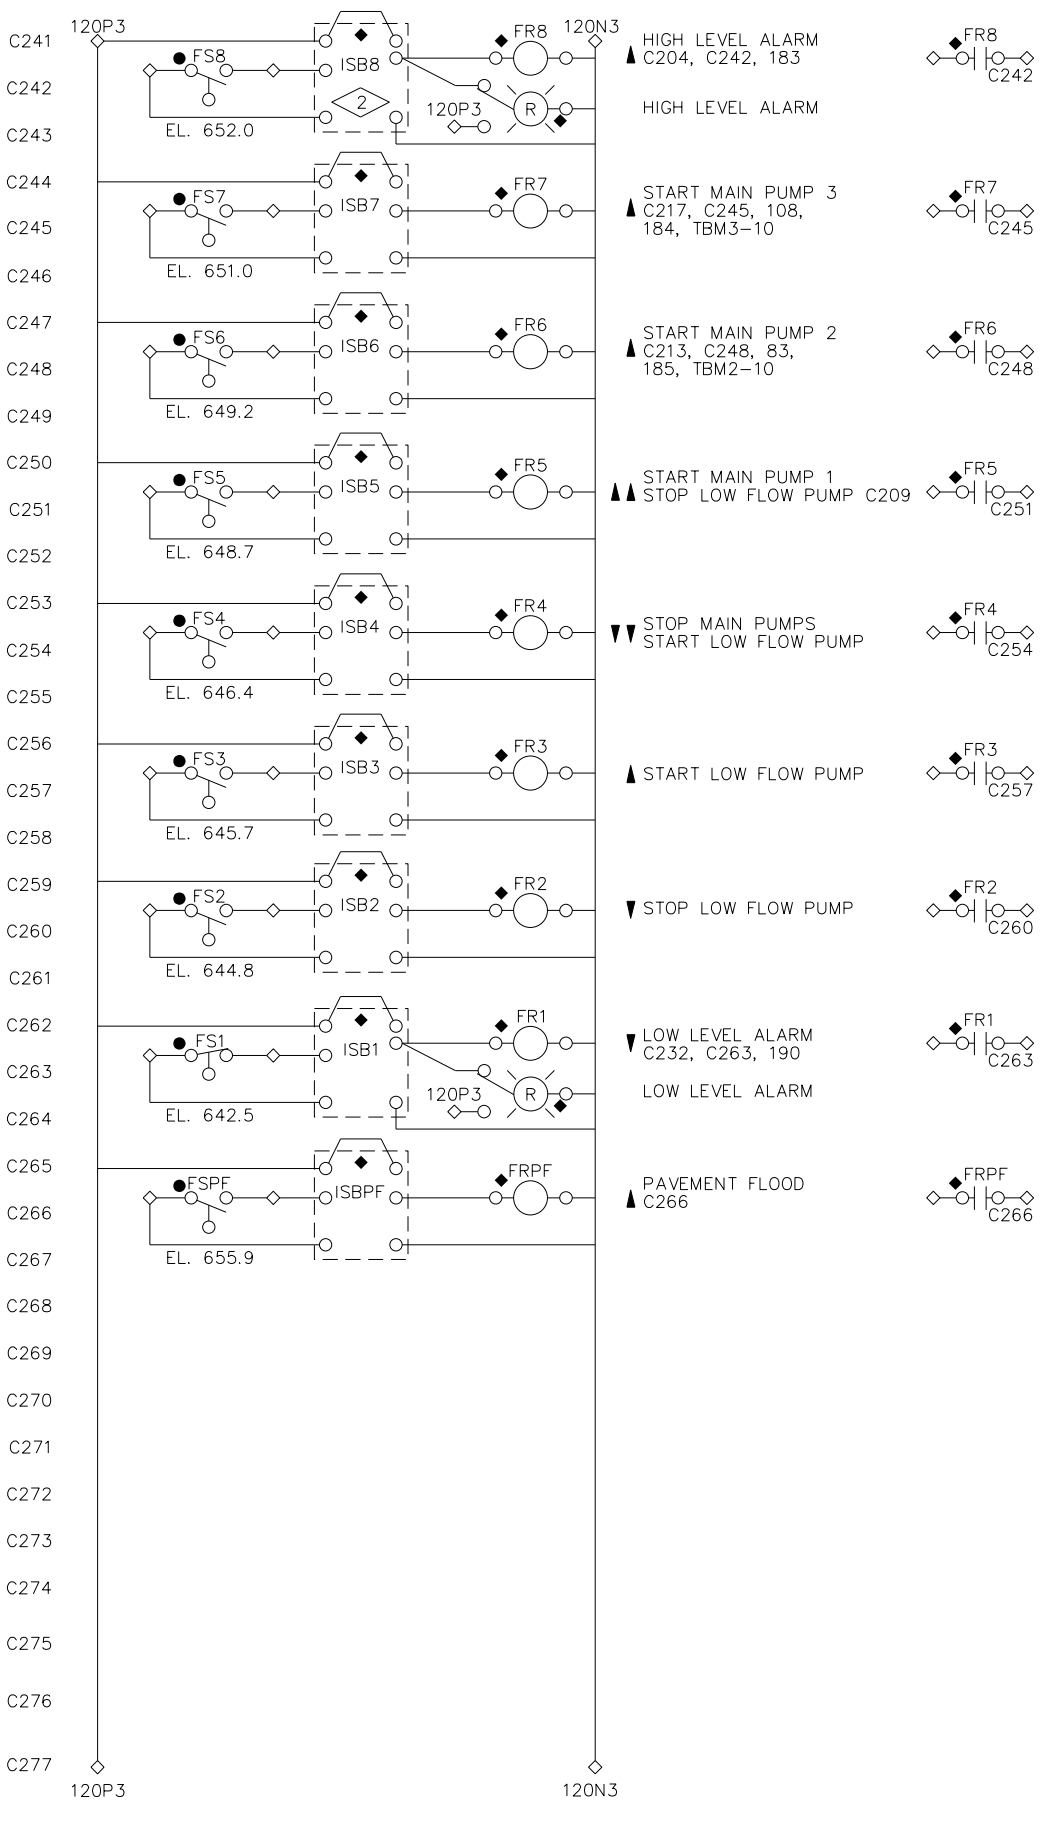 120P3
120N3
C241
FS8
ISB8
FR8
HIGH LEVEL ALARM
C204, C242, 183
FR8
C242
C242
2
120P3
R
HIGH LEVEL ALARM
EL. 652.0
C243
C244
FS7
ISB7
FR7
START MAIN PUMP 3
C217, C245, 108,
184, TBM3-10
FR7
C245
C245
EL. 651.0
C246
C247
FS6
ISB6
FR6
START MAIN PUMP 2
C213, C248, 83,
185, TBM2-10
FR6
C248
C248
EL. 649.2
C249
C250
FS5
ISB5
FR5
START MAIN PUMP 1
STOP LOW FLOW PUMP C209
FR5
C251
C251
EL. 648.7
C252
C253
FS4
ISB4
FR4
STOP MAIN PUMPS
START LOW FLOW PUMP
FR4
C254
C254
EL. 646.4
C255
C256
FS3
ISB3
FR3
START LOW FLOW PUMP
FR3
C257
C257
EL. 645.7
C258
C259
FS2
ISB2
FR2
STOP LOW FLOW PUMP
FR2
C260
C260
EL. 644.8
C261
C262
FS1
ISB1
FR1
LOW LEVEL ALARM
C232, C263, 190
FR1
C263
C263
120P3
R
LOW LEVEL ALARM
EL. 642.5
C264
C265
FSPF
ISBPF
FRPF
PAVEMENT FLOOD
C266
FRPF
C266
C266
EL. 655.9
C267
C268
C269
C270
C271
C272
C273
C274
C275
C276
C277
120P3
120N3